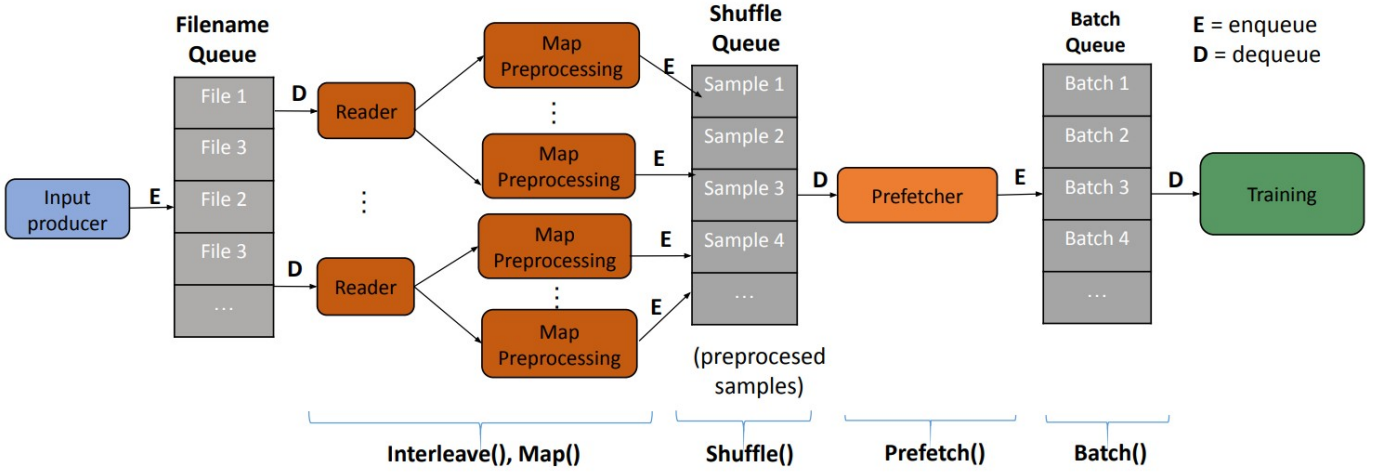 Filename
Queue
File 1
File 3
File 2
File 3
...
Input
producer
E
D
D
Reader
⋮
Reader
Map
Preprocessing
⋮
Map
Preprocessing
Map
Preprocessing
⋮
Map
Preprocessing
E
E
E
E
Shuffle
Queue
Sample 1
Sample 2
Sample 3
Sample 4
...
(preprocesed
samples)
D
Prefetcher
E
Batch
Queue
Batch 1
Batch 2
Batch 3
Batch 4
...
D
Training
E = enqueue
D = dequeue
Interleave(), Map()
Shuffle()
Prefetch()
Batch()